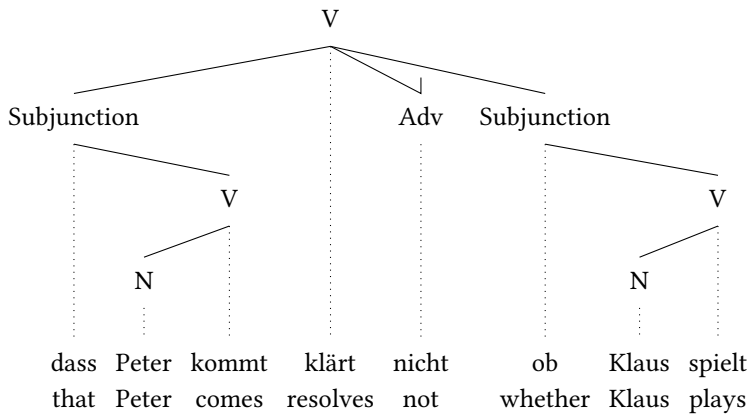 V
Subjunction Adv Subjunction
V V
N N
dass Peter kommt klärt nicht ob Klaus spielt
that Peter comes resolves not whether Klaus plays